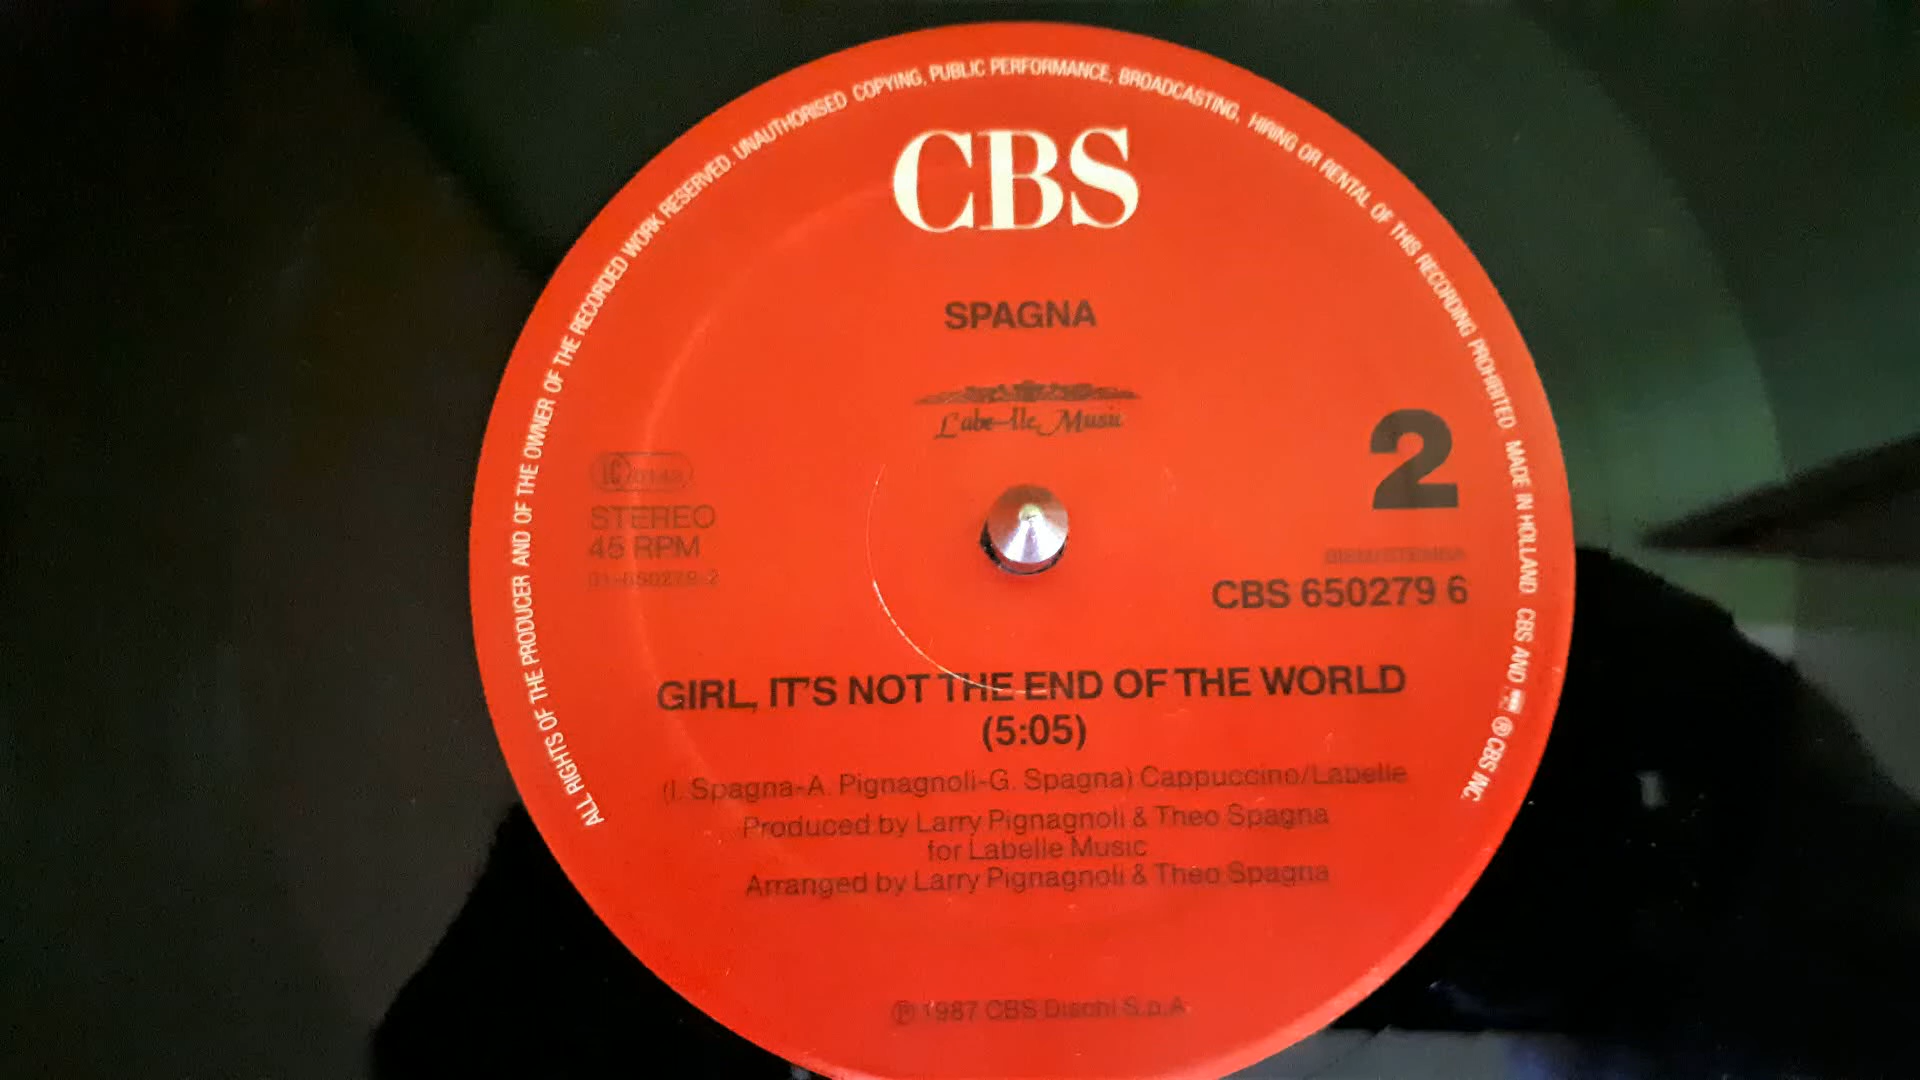 ALL RIGHTS OF THE PRODUCER AND OF THE OWNER OF THE RECORDED WORK RESERVED. UNAUTHORISED COPYING, PUBLIC PERFORMANCE, BROADCASTING, HIRING OR RENTAL OF THIS RECORDING PROHIBITED MADE IN HOLLAND CBS AND ℗ CBS INC.
CBS
SPAGNA
Labelle Music
2
STEREO
45 RPM
01-650279-2
CBS 650279 6
GIRL, IT'S NOT THE END OF THE WORLD
(5:05)
(I. Spagna-A. Pignagnoli-G. Spagna) Cappuccino/Labelle
Produced by Larry Pignagnoli & Theo Spagna
for Labelle Music
Arranged by Larry Pignagnoli & Theo Spagna
℗ 1987 CBS Dischi S.p.A.